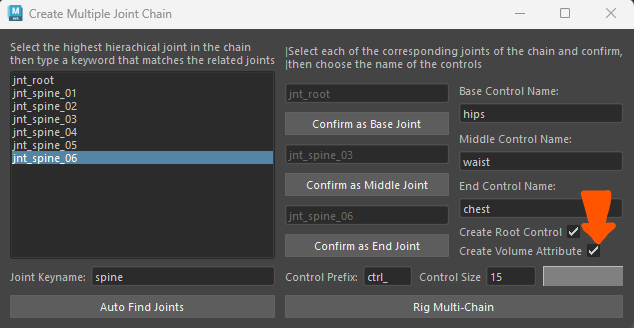 Create Multiple Joint Chain
Select the highest hierachical joint in the chain
then type a keyword that matches the related joints
jnt_root
jnt_spine_01
jnt_spine_02
jnt_spine_03
jnt_spine_04
jnt_spine_05
jnt_spine_06
Joint Keyname: spine
Auto Find Joints
|Select each of the corresponding joints of the chain and confirm,
|then choose the name of the controls
jnt_root
Confirm as Base Joint
jnt_spine_03
Confirm as Middle Joint
jnt_spine_06
Confirm as End Joint
Base Control Name:
hips
Middle Control Name:
waist
End Control Name:
chest
Create Root Control
Create Volume Attribute
Control Prefix: ctrl_ Control Size 15
Rig Multi-Chain